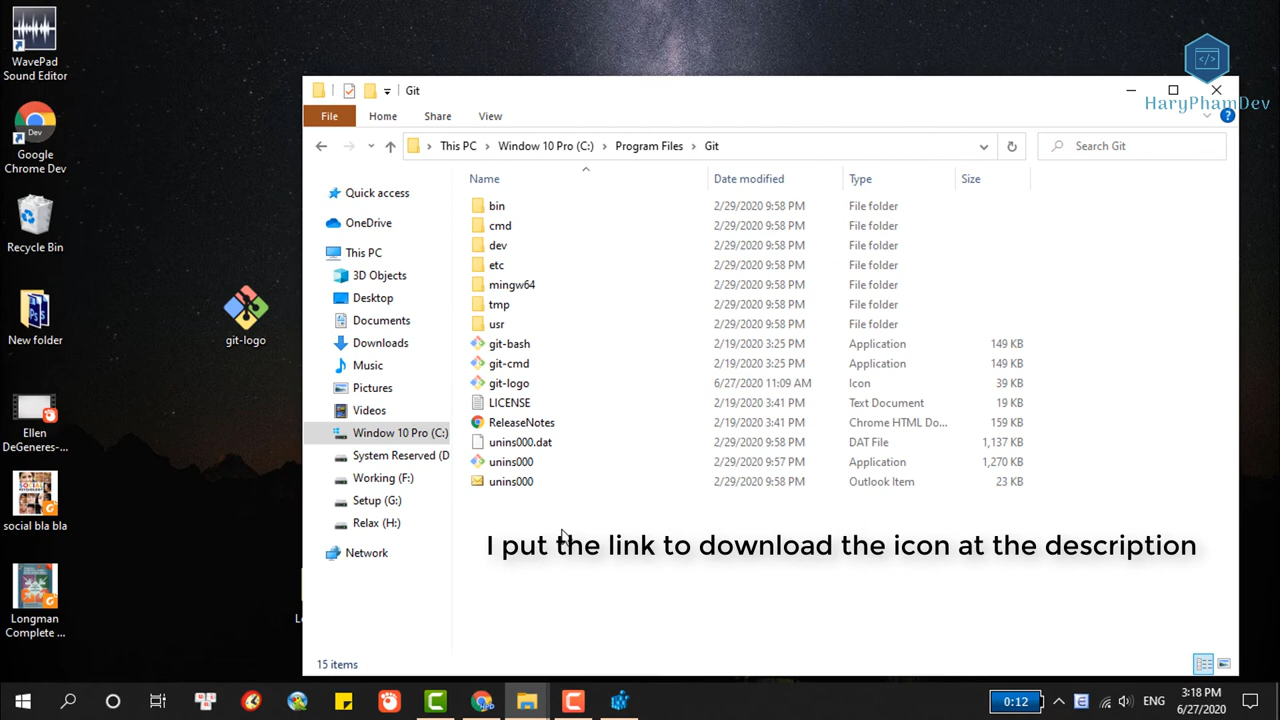 WavePad
Sound Editor
Google
Chrome Dev
Dev
Recycle Bin
New folder
git-logo
Ellen
DeGeneres-...
social bla bla
Longman
Complete ...
Git
HaryPhamDev
File
Home
Share
View
This PC
Window 10 Pro (C:)
Program Files
Git
Search Git
Name
Date modified
Type
Size
Quick access
OneDrive
This PC
3D Objects
Desktop
Documents
Downloads
Music
Pictures
Videos
Window 10 Pro (C:)
System Reserved (D
Working (F:)
Setup (G:)
Relax (H:)
Network
bin 2/29/2020 9:58 PM File folder
cmd 2/29/2020 9:58 PM File folder
dev 2/29/2020 9:58 PM File folder
etc 2/29/2020 9:58 PM File folder
mingw64 2/29/2020 9:58 PM File folder
tmp 2/29/2020 9:58 PM File folder
usr 2/29/2020 9:58 PM File folder
git-bash 2/19/2020 3:25 PM Application 149 KB
git-cmd 2/19/2020 3:25 PM Application 149 KB
git-logo 6/27/2020 11:09 AM Icon 39 KB
LICENSE 2/19/2020 3:41 PM Text Document 19 KB
ReleaseNotes 2/19/2020 3:41 PM Chrome HTML Do... 159 KB
unins000.dat 2/29/2020 9:58 PM DAT File 1,137 KB
unins000 2/29/2020 9:57 PM Application 1,270 KB
unins000 2/29/2020 9:58 PM Outlook Item 23 KB
I put the link to download the icon at the description
15 items
0:12
ENG
3:18 PM
6/27/2020